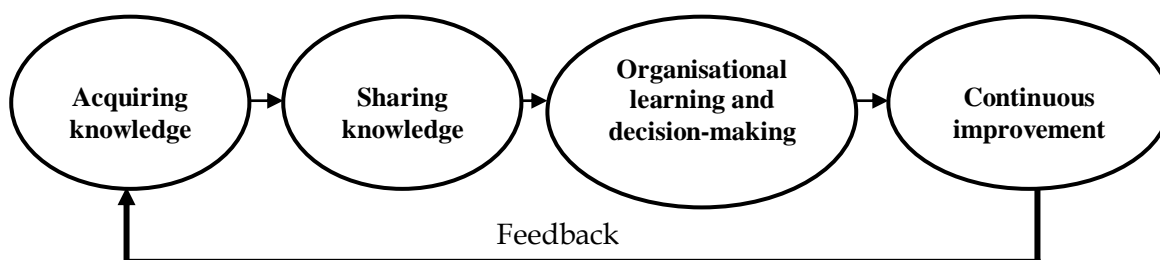 Acquiring
knowledge
Sharing
knowledge
Organisational
learning and
decision-making
Continuous
improvement
Feedback